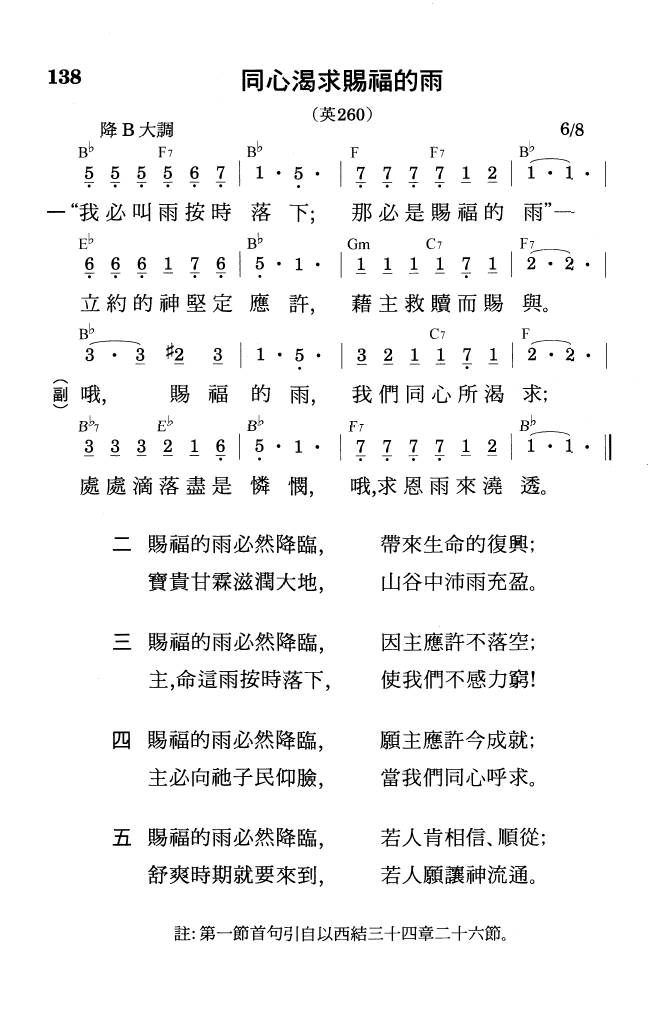 138
同心渴求賜福的雨
（英260）
降 B 大調 6/8
B♭ F7 B♭ F F7 B♭
5 5 5 5 6 7 | 1 · 5 · | 7 7 7 7 1 2 | 1 · 1 · |
一“我必叫雨按時落下; 那必是賜福的雨”—
E♭ B♭ Gm C7 F7
6 6 6 1 7 6 | 5 · 1 · | 1 1 1 1 7 1 | 2 · 2 · |
立約的神堅定應許, 藉主救贖而賜與。
B♭ C7 F
3 · 3 #2 3 | 1 · 5 · | 3 2 1 1 7 1 | 2 · 2 · |
（副） 哦, 賜福的雨, 我們同心所渴求;
B♭7 E♭ B♭ F7 B♭
3 3 3 2 1 6 | 5 · 1 · | 7 7 7 7 1 2 | 1 · 1 · ‖
處處滴落盡是憐憫, 哦,求恩雨來澆透。
二 賜福的雨必然降臨, 帶來生命的復興;
寶貴甘霖滋潤大地, 山谷中沛雨充盈。
三 賜福的雨必然降臨, 因主應許不落空;
主,命這雨按時落下, 使我們不感力窮!
四 賜福的雨必然降臨, 願主應許今成就;
主必向祂子民仰臉, 當我們同心呼求。
五 賜福的雨必然降臨, 若人肯相信、順從;
舒爽時期就要來到, 若人願讓神流通。
註: 第一節首句引自以西結三十四章二十六節。